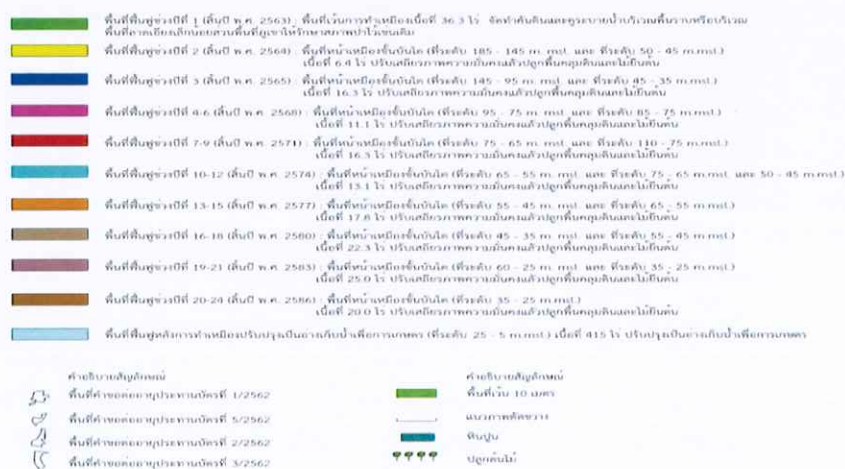 พื้นที่ฟื้นฟูช่วงปีที่ 1 (สิ้นปี พ.ศ. 2563) : พื้นที่เว้นการทำเหมืองเนื้อที่ 36.3 ไร่ จัดทำคันดินและคูระบายน้ำบริเวณพื้นราบหรือบริเวณ
พื้นที่ลาดเอียงเล็กน้อยส่วนพื้นที่ภูเขาให้รักษาสภาพป่าไว้เช่นเดิม
พื้นที่ฟื้นฟูช่วงปีที่ 2 (สิ้นปี พ.ศ. 2564) : พื้นที่หน้าเหมืองขั้นบันได (ที่ระดับ 185 - 145 m. msl. และ ที่ระดับ 50 - 45 m.msl.)
เนื้อที่ 6.4 ไร่ ปรับเสถียรภาพความมั่นคงแล้วปลูกพืชคลุมดินและไม้ยืนต้น
พื้นที่ฟื้นฟูช่วงปีที่ 3 (สิ้นปี พ.ศ. 2565) : พื้นที่หน้าเหมืองขั้นบันได (ที่ระดับ 145 - 95 m. msl. และ ที่ระดับ 45 - 35 m.msl.)
เนื้อที่ 16.3 ไร่ ปรับเสถียรภาพความมั่นคงแล้วปลูกพืชคลุมดินและไม้ยืนต้น
พื้นที่ฟื้นฟูช่วงปีที่ 4-6 (สิ้นปี พ.ศ. 2568) : พื้นที่หน้าเหมืองขั้นบันได (ที่ระดับ 95 - 75 m. msl. และ ที่ระดับ 85 - 75 m.msl.)
เนื้อที่ 11.1 ไร่ ปรับเสถียรภาพความมั่นคงแล้วปลูกพืชคลุมดินและไม้ยืนต้น
พื้นที่ฟื้นฟูช่วงปีที่ 7-9 (สิ้นปี พ.ศ. 2571) : พื้นที่หน้าเหมืองขั้นบันได (ที่ระดับ 75 - 65 m. msl. และ ที่ระดับ 110 - 75 m.msl.)
เนื้อที่ 16.3 ไร่ ปรับเสถียรภาพความมั่นคงแล้วปลูกพืชคลุมดินและไม้ยืนต้น
พื้นที่ฟื้นฟูช่วงปีที่ 10-12 (สิ้นปี พ.ศ. 2574) : พื้นที่หน้าเหมืองขั้นบันได (ที่ระดับ 65 - 55 m. msl. และ ที่ระดับ 75 - 65 m.msl. และ 50 - 45 m.msl.)
เนื้อที่ 13.1 ไร่ ปรับเสถียรภาพความมั่นคงแล้วปลูกพืชคลุมดินและไม้ยืนต้น
พื้นที่ฟื้นฟูช่วงปีที่ 13-15 (สิ้นปี พ.ศ. 2577) : พื้นที่หน้าเหมืองขั้นบันได (ที่ระดับ 55 - 45 m. msl. และ ที่ระดับ 65 - 55 m.msl.)
เนื้อที่ 17.8 ไร่ ปรับเสถียรภาพความมั่นคงแล้วปลูกพืชคลุมดินและไม้ยืนต้น
พื้นที่ฟื้นฟูช่วงปีที่ 16-18 (สิ้นปี พ.ศ. 2580) : พื้นที่หน้าเหมืองขั้นบันได (ที่ระดับ 45 - 35 m. msl. และ ที่ระดับ 55 - 45 m.msl.)
เนื้อที่ 22.3 ไร่ ปรับเสถียรภาพความมั่นคงแล้วปลูกพืชคลุมดินและไม้ยืนต้น
พื้นที่ฟื้นฟูช่วงปีที่ 19-21 (สิ้นปี พ.ศ. 2583) : พื้นที่หน้าเหมืองขั้นบันได (ที่ระดับ 60 - 25 m. msl. และ ที่ระดับ 35 - 25 m.msl.)
เนื้อที่ 25.0 ไร่ ปรับเสถียรภาพความมั่นคงแล้วปลูกพืชคลุมดินและไม้ยืนต้น
พื้นที่ฟื้นฟูช่วงปีที่ 20-24 (สิ้นปี พ.ศ. 2586) : พื้นที่หน้าเหมืองขั้นบันได (ที่ระดับ 35 - 25 m.msl.)
เนื้อที่ 20.0 ไร่ ปรับเสถียรภาพความมั่นคงแล้วปลูกพืชคลุมดินและไม้ยืนต้น
พื้นที่ฟื้นฟูหลังการทำเหมืองปรับปรุงเป็นอ่างเก็บน้ำเพื่อการเกษตร (ที่ระดับ 25 - 5 m.msl.) เนื้อที่ 415 ไร่ ปรับปรุงเป็นอ่างเก็บน้ำเพื่อการเกษตร
คำอธิบายสัญลักษณ์
พื้นที่คำขอต่ออายุประทานบัตรที่ 1/2562
พื้นที่คำขอต่ออายุประทานบัตรที่ 5/2562
พื้นที่คำขอต่ออายุประทานบัตรที่ 2/2562
พื้นที่คำขอต่ออายุประทานบัตรที่ 3/2562
คำอธิบายสัญลักษณ์
พื้นที่เว้น 10 เมตร
แนวภาพตัดขวาง
หินปูน
ปลูกต้นไม้